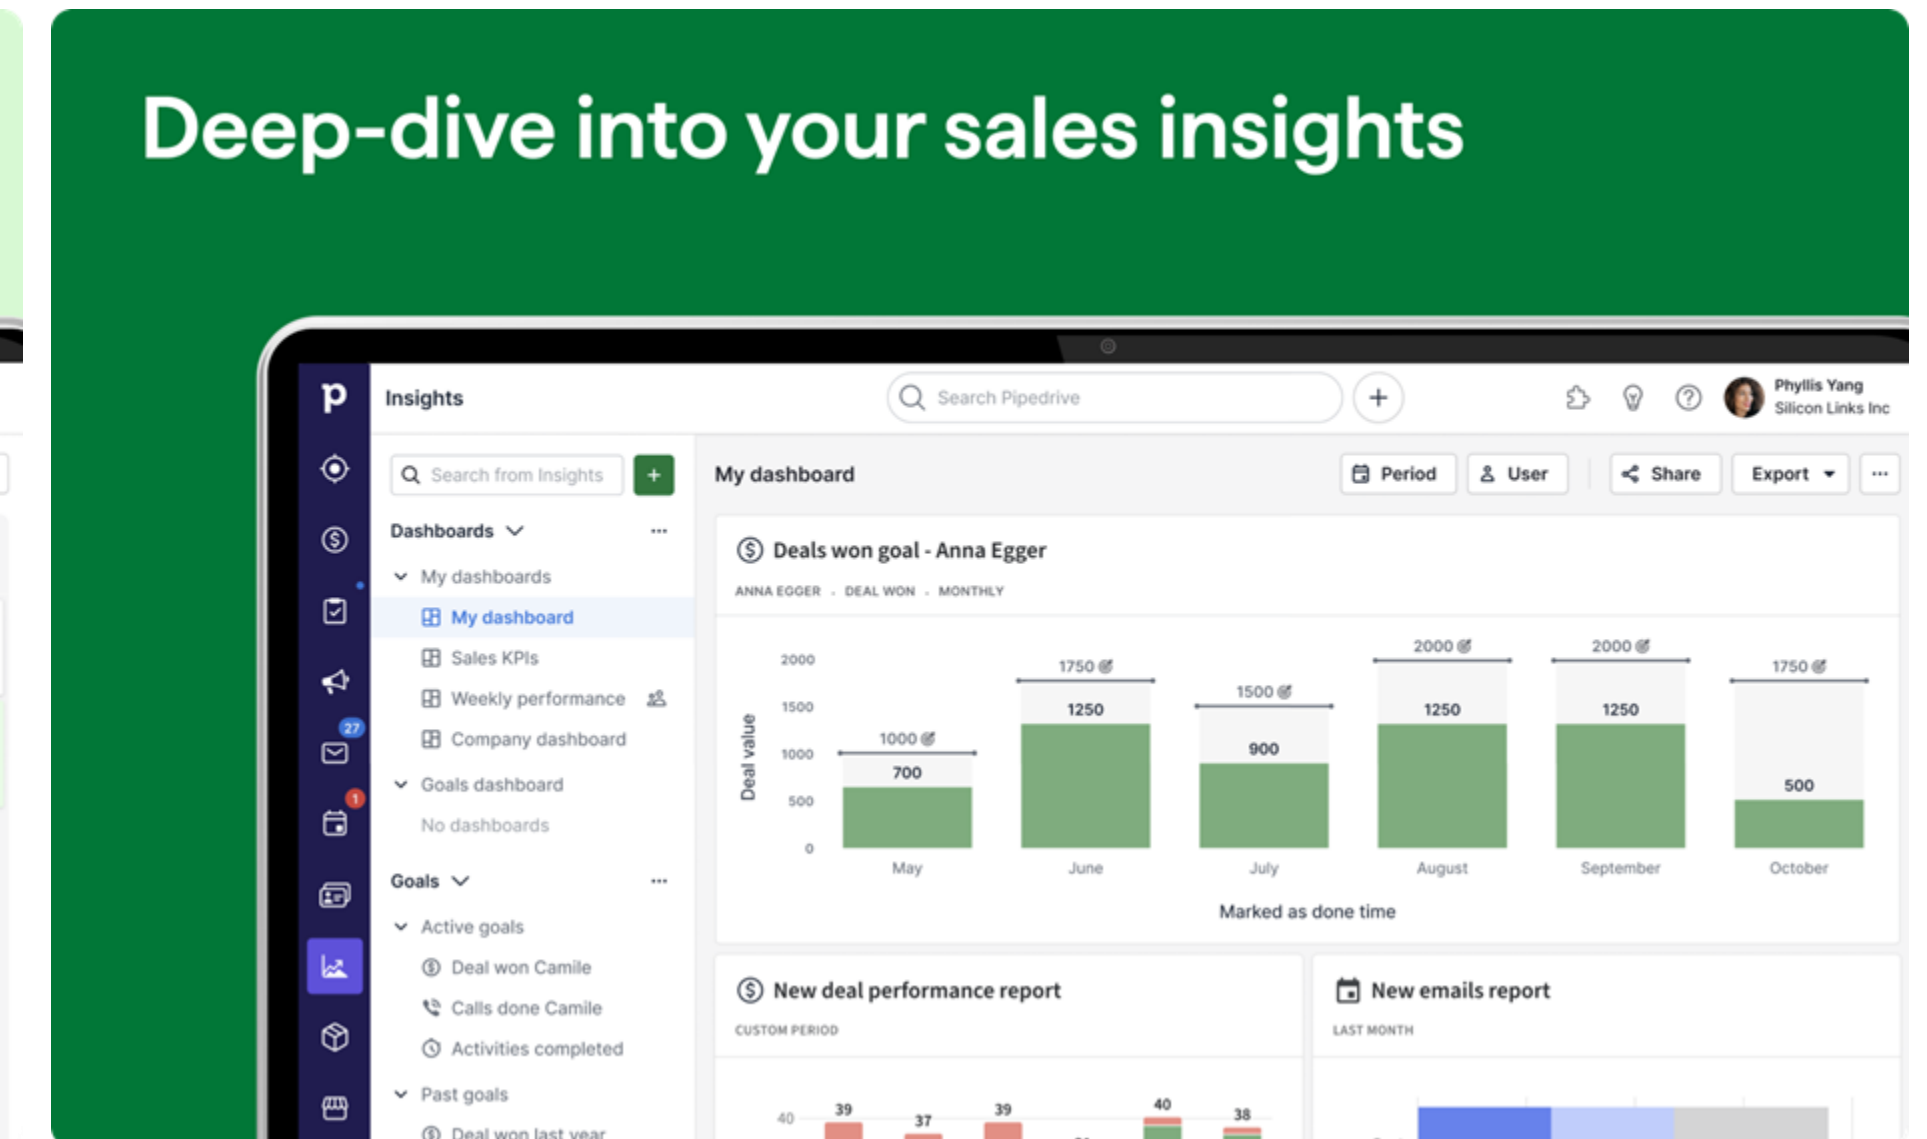 Deep-dive into your sales insights
p
Insights
Search Pipedrive
+
Phyllis Yang
Silicon Links Inc
27
1
Search from Insights
+
Dashboards
...
My dashboards
My dashboard
Sales KPIs
Weekly performance
Company dashboard
Goals dashboard
No dashboards
Goals
...
Active goals
Deal won Camile
Calls done Camile
Activities completed
Past goals
Deal won last year
My dashboard
Period
User
Share
Export
...
Deals won goal - Anna Egger
ANNA EGGER . DEAL WON . MONTHLY
Deal value
2000
1500
1000
500
0
1000
700
May
1750
1250
June
1500
900
July
2000
1250
August
2000
1250
September
1750
500
October
Marked as done time
New deal performance report
CUSTOM PERIOD
40
39
37
39
40
38
New emails report
LAST MONTH